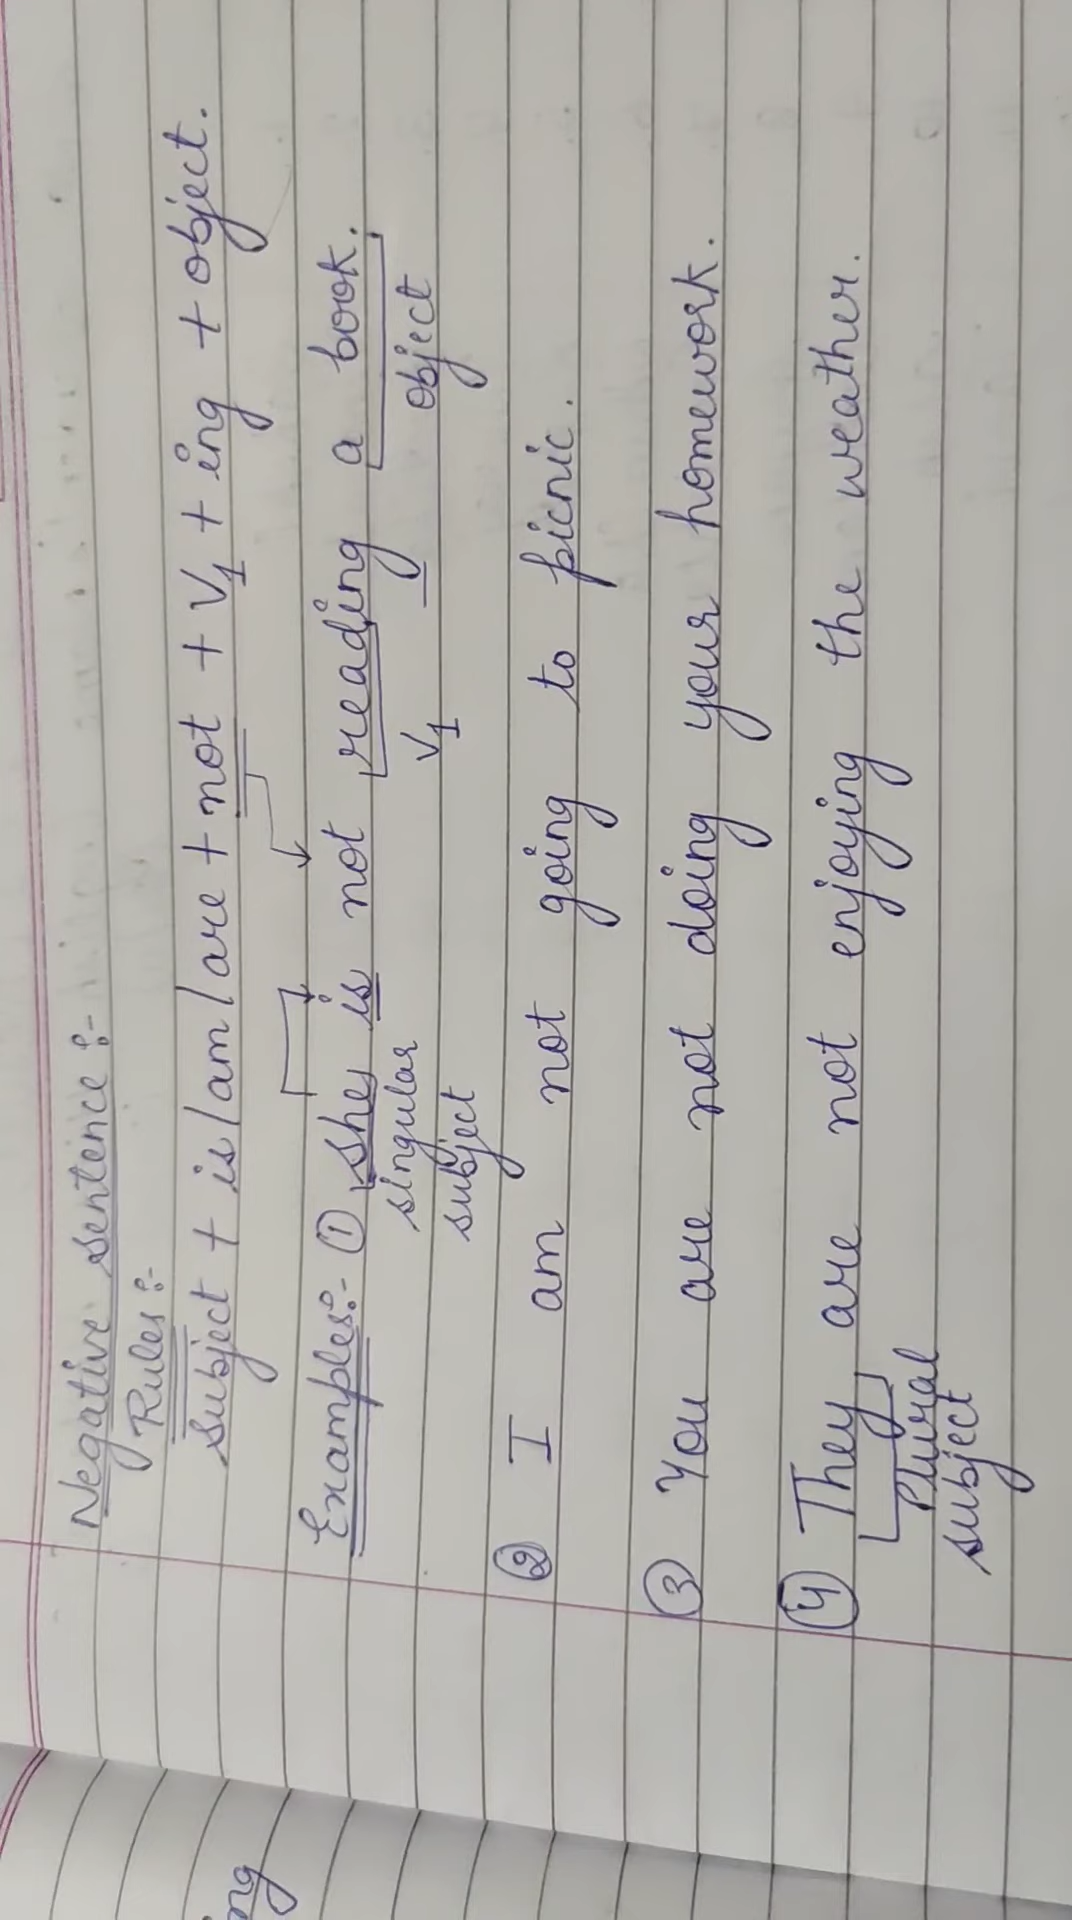 Negative sentence :-
Rules :-
subject + is/am/are + not + V1 + ing + object.
Examples:- ① she is not reading a book.
singular V1 object
subject
② I am not going to picnic.
③ You are not doing your homework.
④ They are not enjoying the weather.
Plural
subject
ng